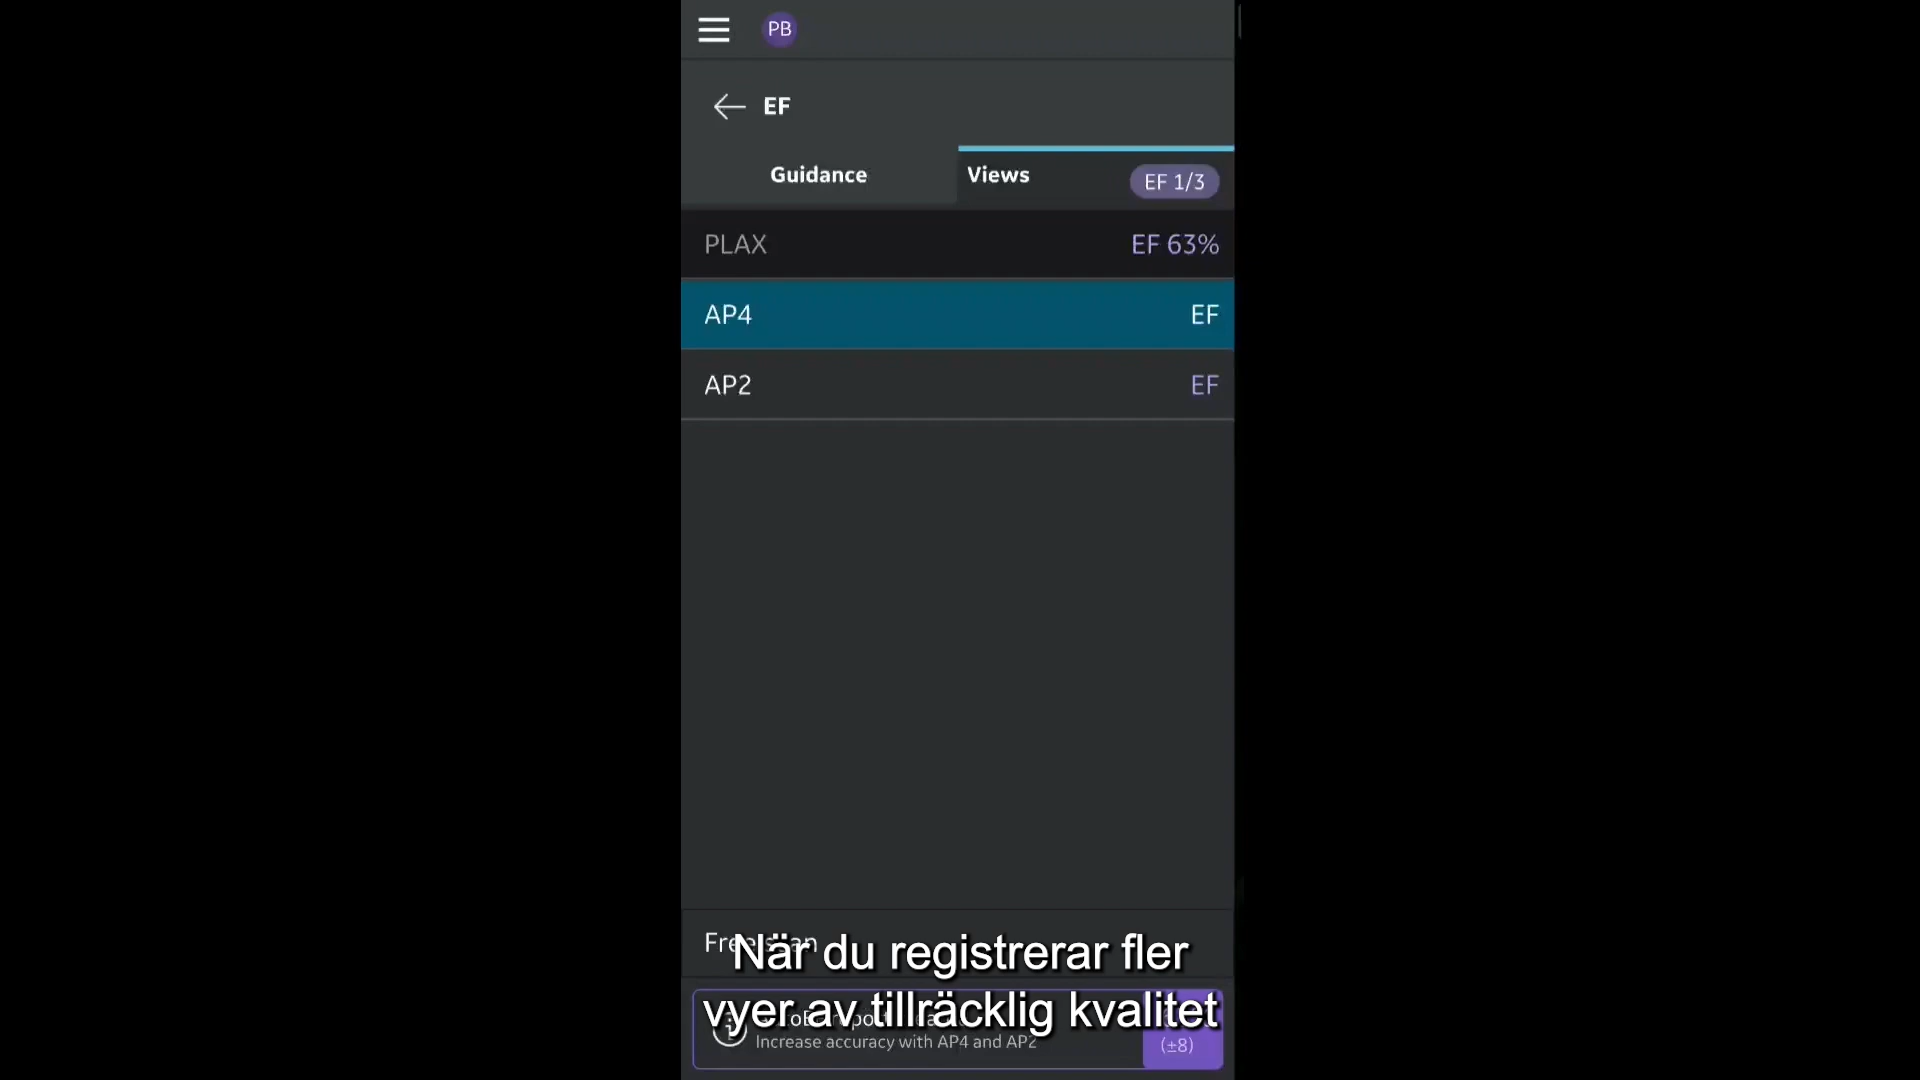 PB
EF
Guidance
Views
EF 1/3
PLAX
EF 63%
AP4
EF
AP2
EF
När du registrerar fler
vyer av tillräcklig kvalitet
Increase accuracy with AP4 and AP2
(±8)